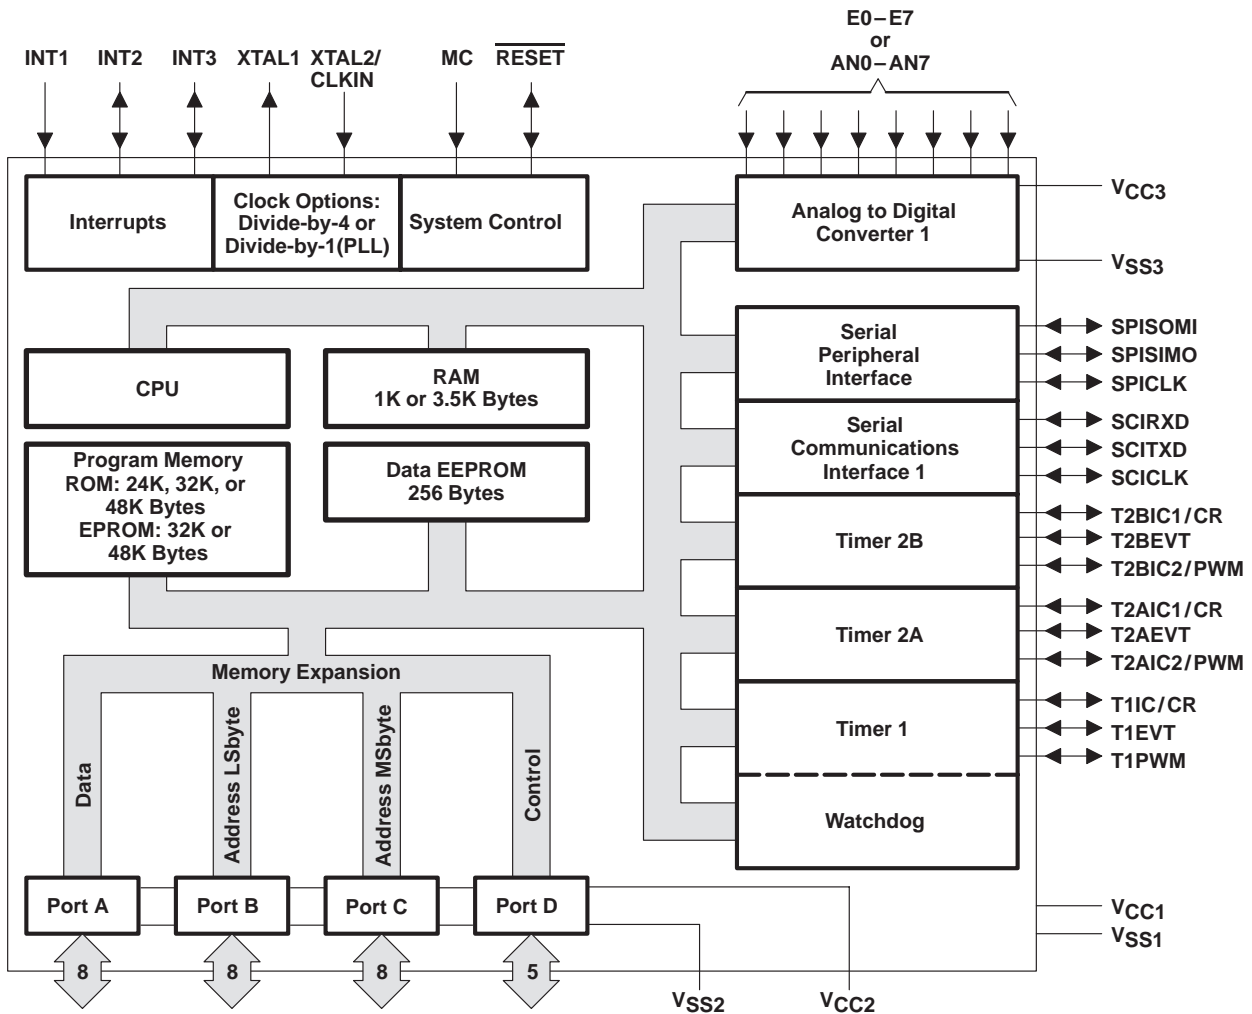 E0–E7
or
AN0–AN7
INT1
INT2
INT3
XTAL1
XTAL2/
CLKIN
MC
RESET
Interrupts
Clock Options:
Divide-by-4 or
Divide-by-1(PLL)
System Control
Analog to Digital
Converter 1
VCC3
VSS3
CPU
RAM
1K or 3.5K Bytes
Serial
Peripheral
Interface
SPISOMI
SPISIMO
SPICLK
Program Memory
ROM: 24K, 32K, or
48K Bytes
EPROM: 32K or
48K Bytes
Data EEPROM
256 Bytes
Serial
Communications
Interface 1
SCIRXD
SCITXD
SCICLK
Timer 2B
T2BIC1/CR
T2BEVT
T2BIC2/PWM
Timer 2A
T2AIC1/CR
T2AEVT
T2AIC2/PWM
Memory Expansion
Timer 1
T1IC/CR
T1EVT
T1PWM
Data
Address LSbyte
Address MSbyte
Control
Watchdog
Port A
Port B
Port C
Port D
VCC1
VSS1
8
8
8
5
VSS2
VCC2